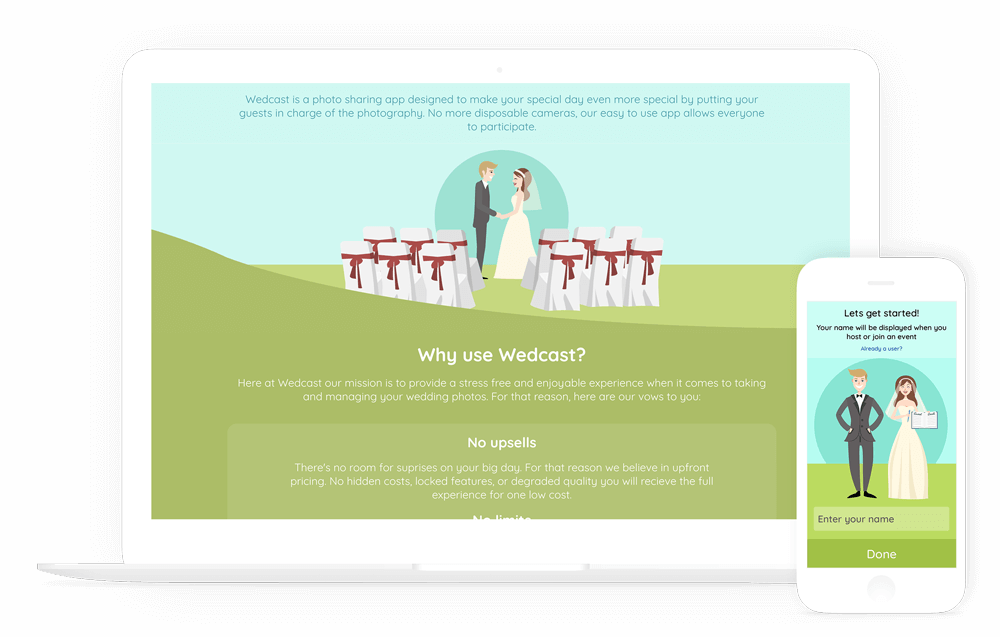 Wedcast is a photo sharing app designed to make your special day even more special by putting your
guests in charge of the photography. No more disposable cameras, our easy to use app allows everyone
to participate.
Why use Wedcast?
Here at Wedcast our mission is to provide a stress free and enjoyable experience when it comes to taking
and managing your wedding photos. For that reason, here are our vows to you:
No upsells
There's no room for suprises on your big day. For that reason we believe in upfront
pricing. No hidden costs, locked features, or degraded quality you will recieve the full
experience for one low cost.
No limits
Lets get started!
Your name will be displayed when you
host or join an event
Already a user?
Enter your name
Done